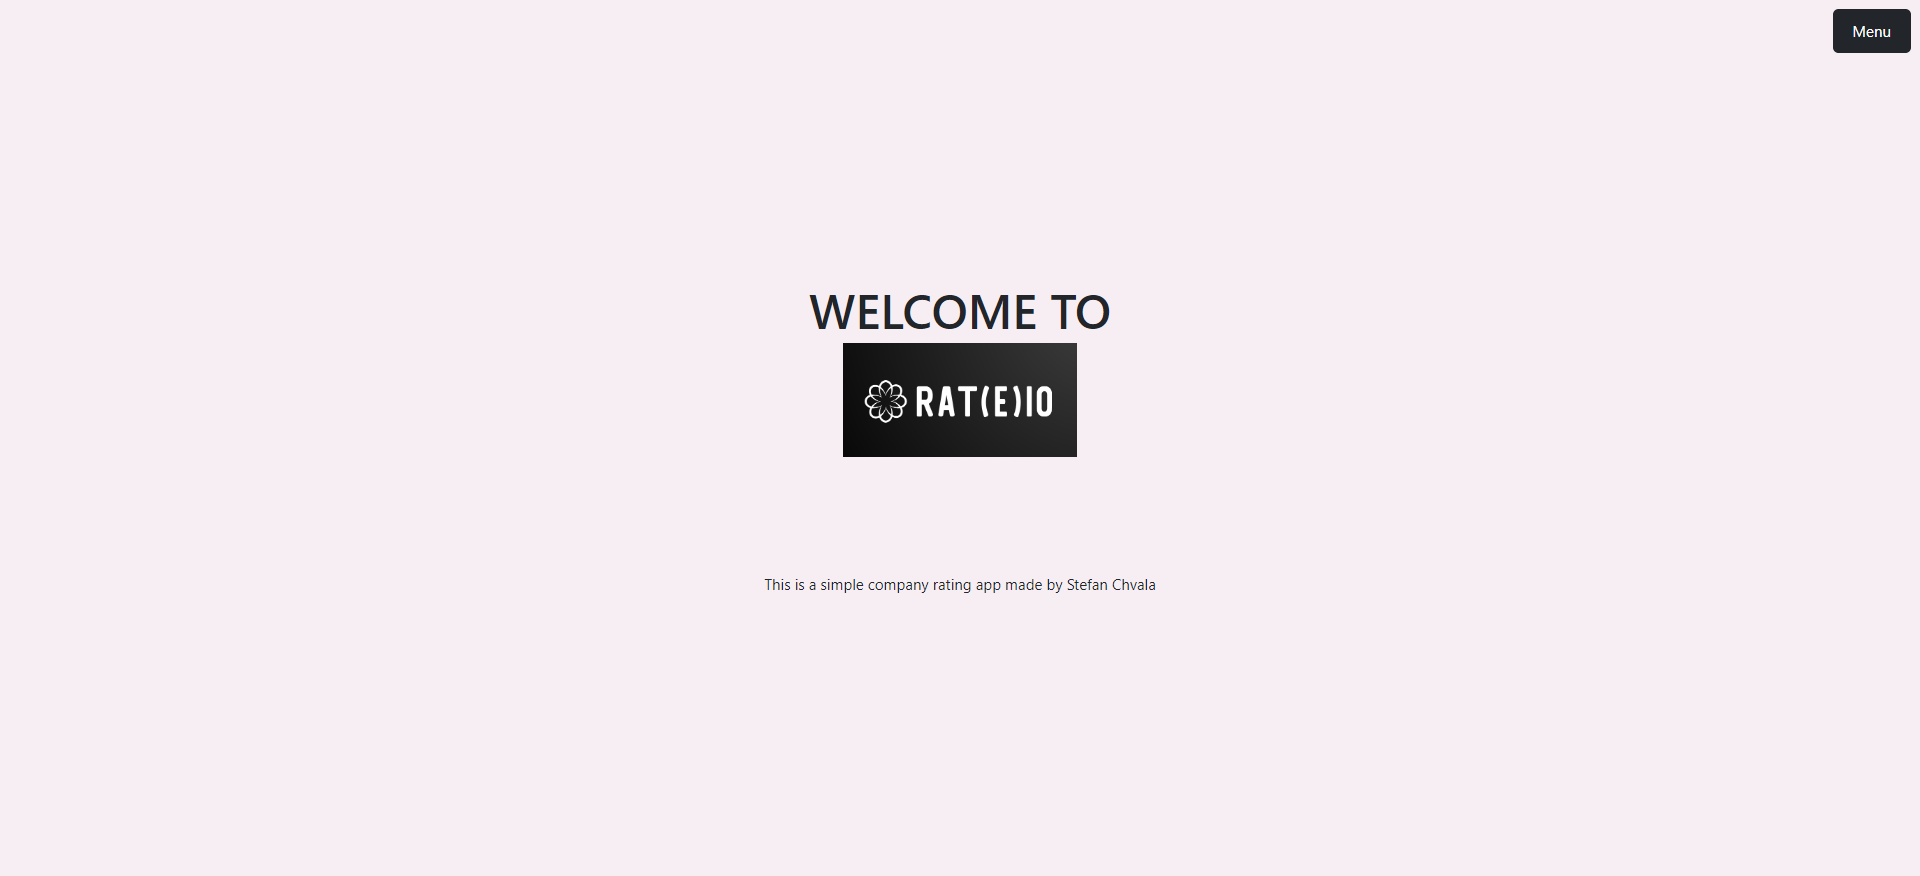 Menu
WELCOME TO
RAT(E)IO
This is a simple company rating app made by Stefan Chvala